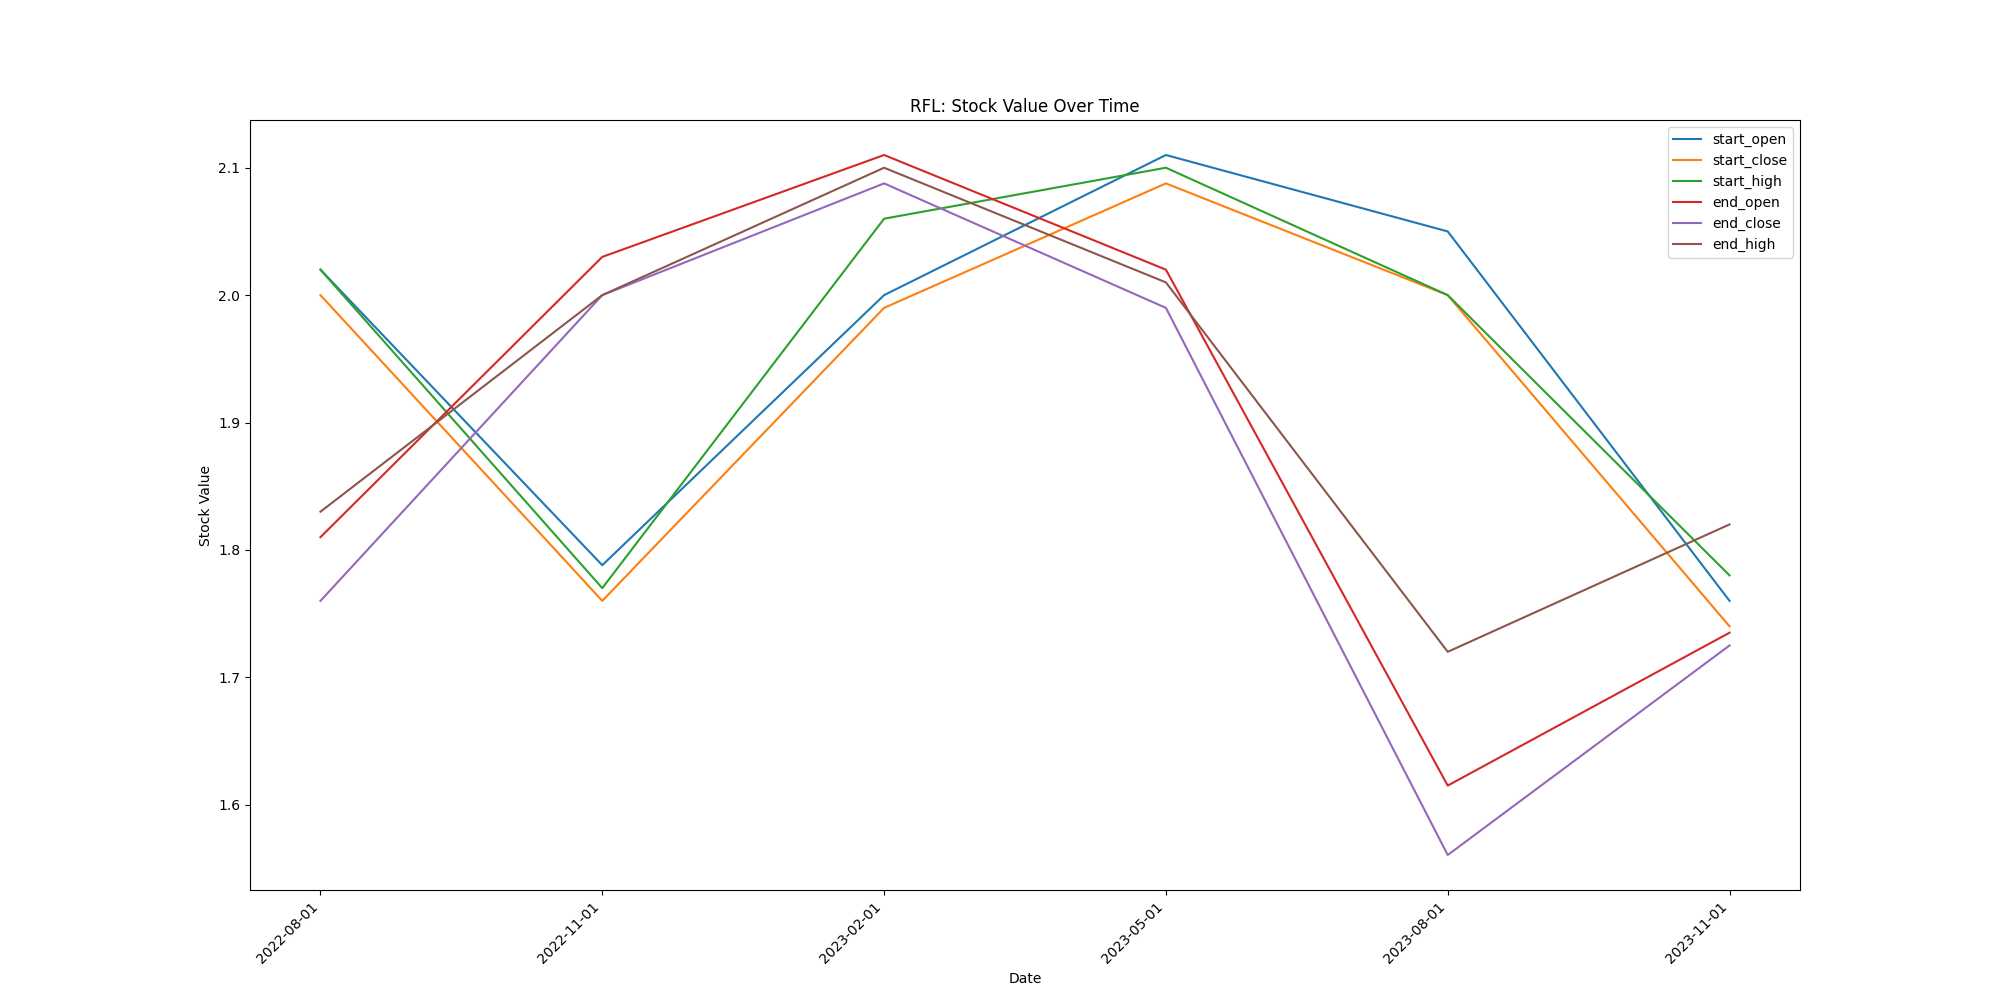 RFL: Stock Value Over Time
start_open
start_close
start_high
end_open
end_close
end_high
Stock Value
2.1
2.0
1.9
1.8
1.7
1.6
2022-08-01
2022-11-01
2023-02-01
2023-05-01
2023-08-01
2023-11-01
Date